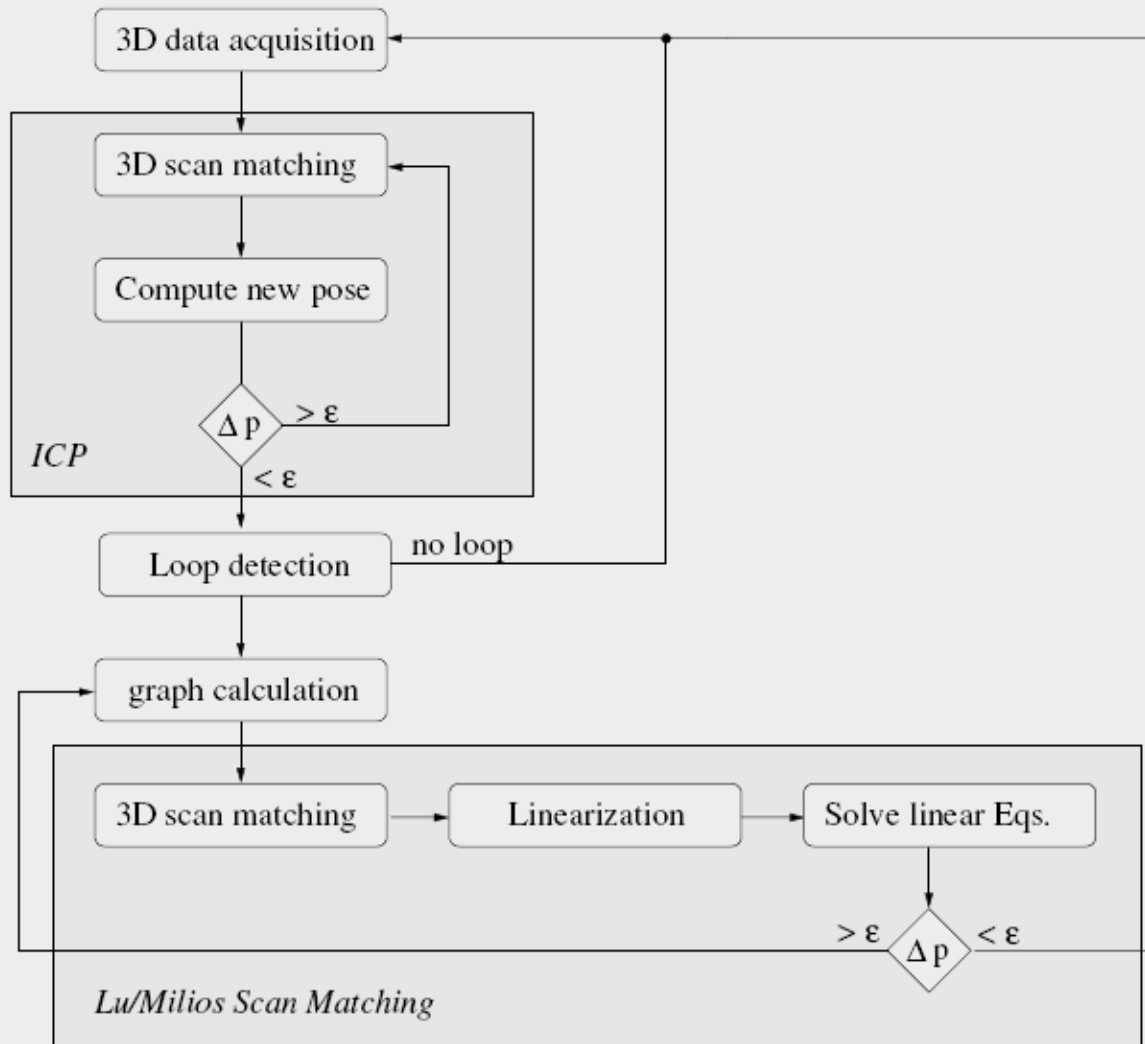 3D data acquisition
3D scan matching
Compute new pose
Δ p
> ε
ICP
< ε
Loop detection
no loop
graph calculation
3D scan matching
Linearization
Solve linear Eqs.
> ε
Δ p
< ε
Lu/Milios Scan Matching